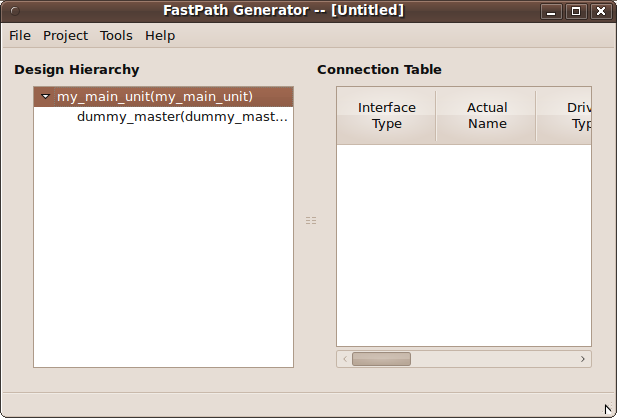 FastPath Generator -- [Untitled]
File Project Tools Help
Design Hierarchy
my_main_unit(my_main_unit)
dummy_master(dummy_mast...
Connection Table
Interface
Type
Actual
Name
Driv
Typ